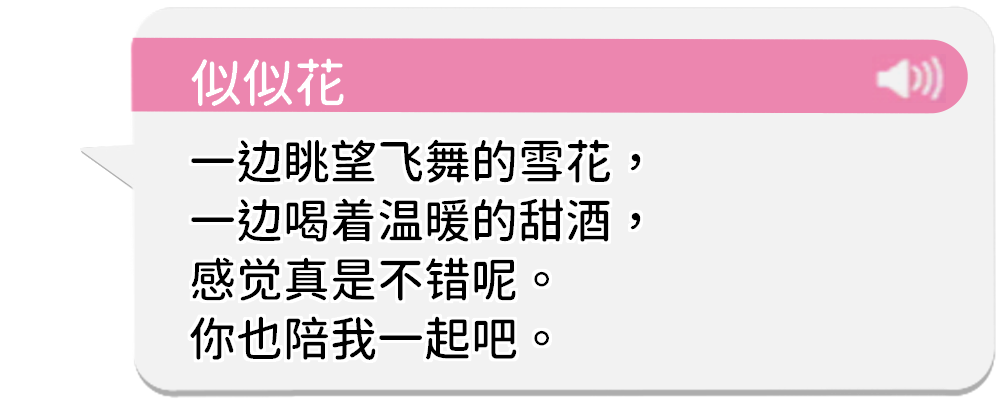 似似花
一边眺望飞舞的雪花，
一边喝着温暖的甜酒，
感觉真是不错呢。
你也陪我一起吧。